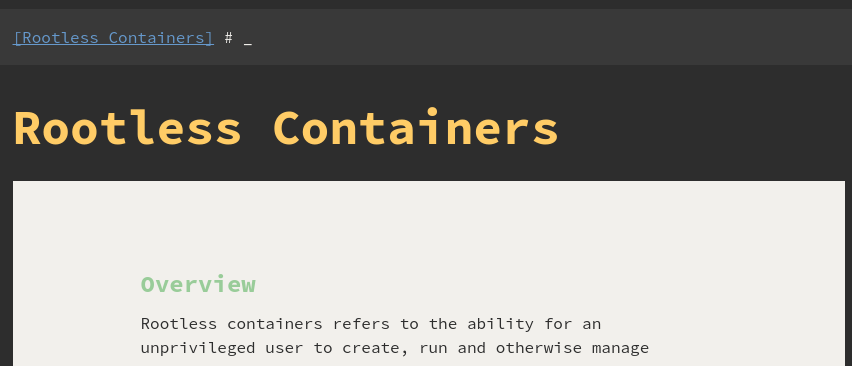 [Rootless Containers] # _
Rootless Containers
Overview
Rootless containers refers to the ability for an
unprivileged user to create, run and otherwise manage